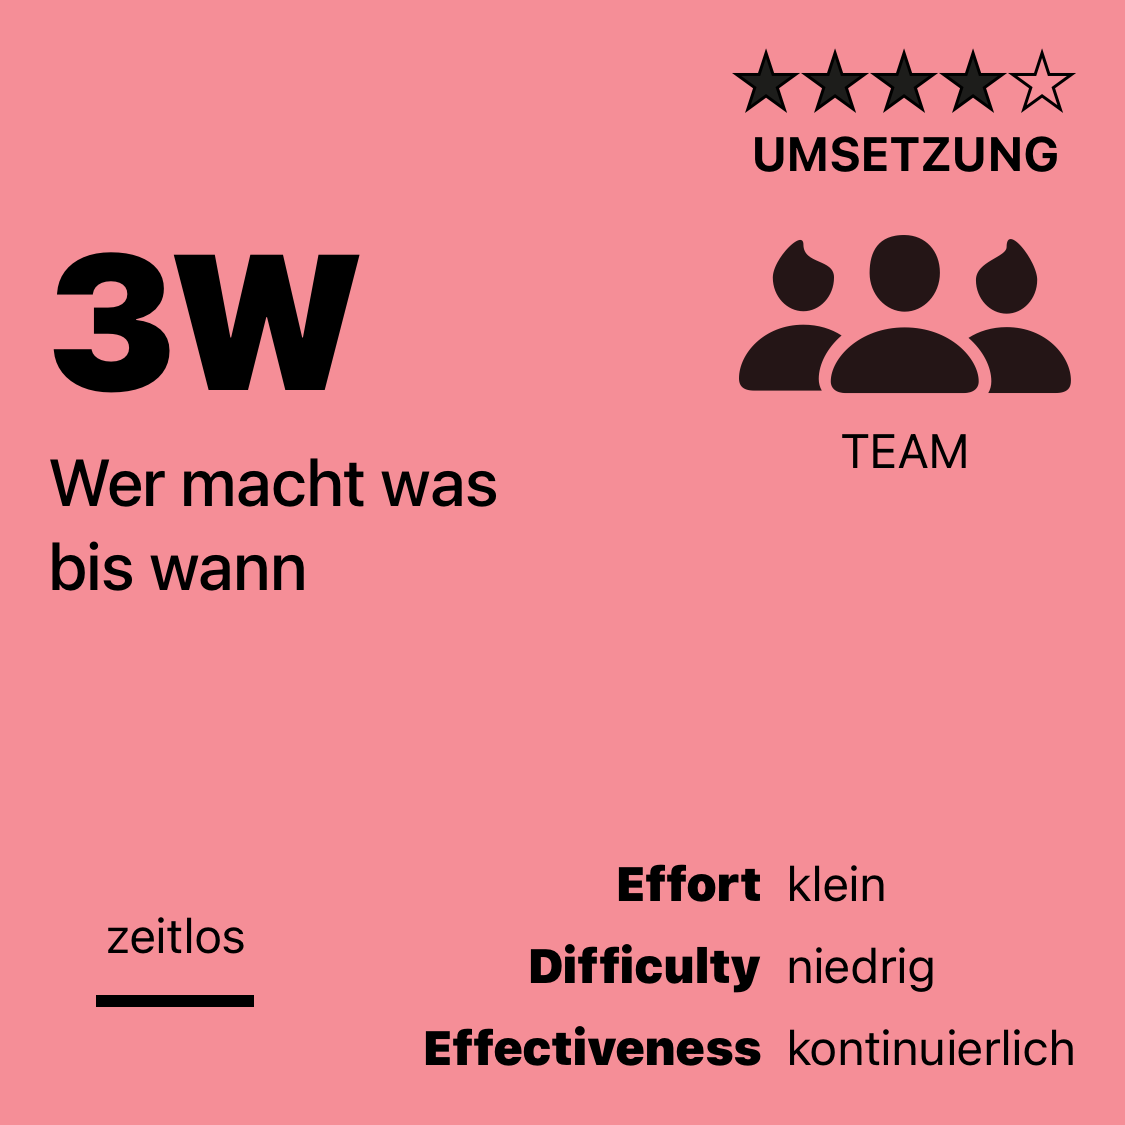 ★★★★☆
UMSETZUNG
3W
Wer macht was
bis wann
TEAM
zeitlos
Effort klein
Difficulty niedrig
Effectiveness kontinuierlich